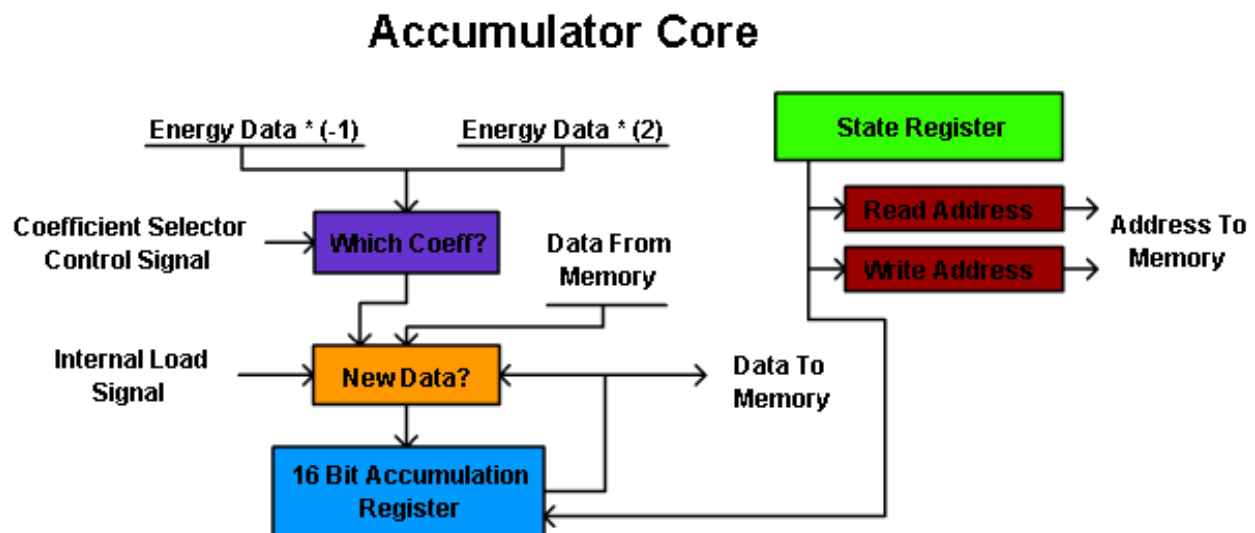 Accumulator Core
Energy Data * (-1)
Energy Data * (2)
State Register
Coefficient Selector
Control Signal
Which Coeff?
Data From
Memory
Read Address
Write Address
Address To
Memory
Internal Load
Signal
New Data?
Data To
Memory
16 Bit Accumulation
Register